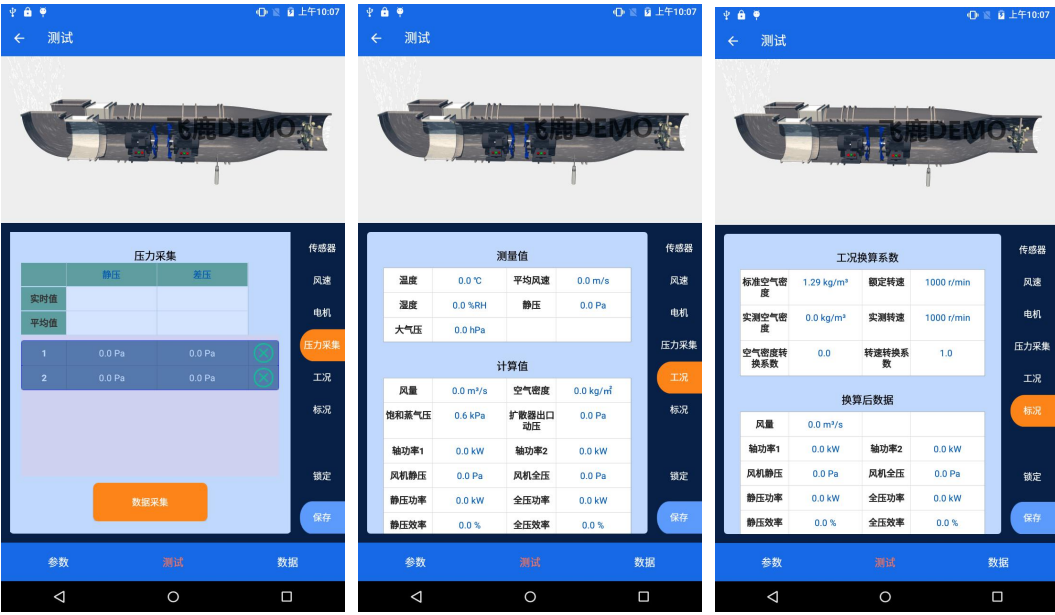 上午10:07
测试
飞鹿DEMO
压力采集
静压 差压
实时值
平均值
1 0.0 Pa 0.0 Pa
2 0.0 Pa 0.0 Pa
数据采集
传感器
风速
电机
压力采集
工况
标况
锁定
保存
参数 测试 数据
上午10:07
测试
飞鹿DEMO
测量值
温度 0.0 ℃ 平均风速 0.0 m/s
湿度 0.0 %RH 静压 0.0 Pa
大气压 0.0 hPa
计算值
风量 0.0 m³/s 空气密度 0.0 kg/㎡
饱和蒸气压 0.6 kPa 扩散器出口
动压 0.0 Pa
轴功率1 0.0 kW 轴功率2 0.0 kW
风机静压 0.0 Pa 风机全压 0.0 Pa
静压功率 0.0 kW 全压功率 0.0 kW
静压效率 0.0 % 全压效率 0.0 %
传感器
风速
电机
压力采集
工况
标况
锁定
保存
参数 测试 数据
上午10:07
测试
飞鹿DEMO
工况换算系数
标准空气密
度 1.29 kg/m³ 额定转速 1000 r/min
实测空气密
度 0.0 kg/m³ 实测转速 1000 r/min
空气密度转
换系数 0.0 转速转换系
数 1.0
换算后数据
风量 0.0 m³/s
轴功率1 0.0 kW 轴功率2 0.0 kW
风机静压 0.0 Pa 风机全压 0.0 Pa
静压功率 0.0 kW 全压功率 0.0 kW
静压效率 0.0 % 全压效率 0.0 %
传感器
风速
电机
压力采集
工况
标况
锁定
保存
参数 测试 数据